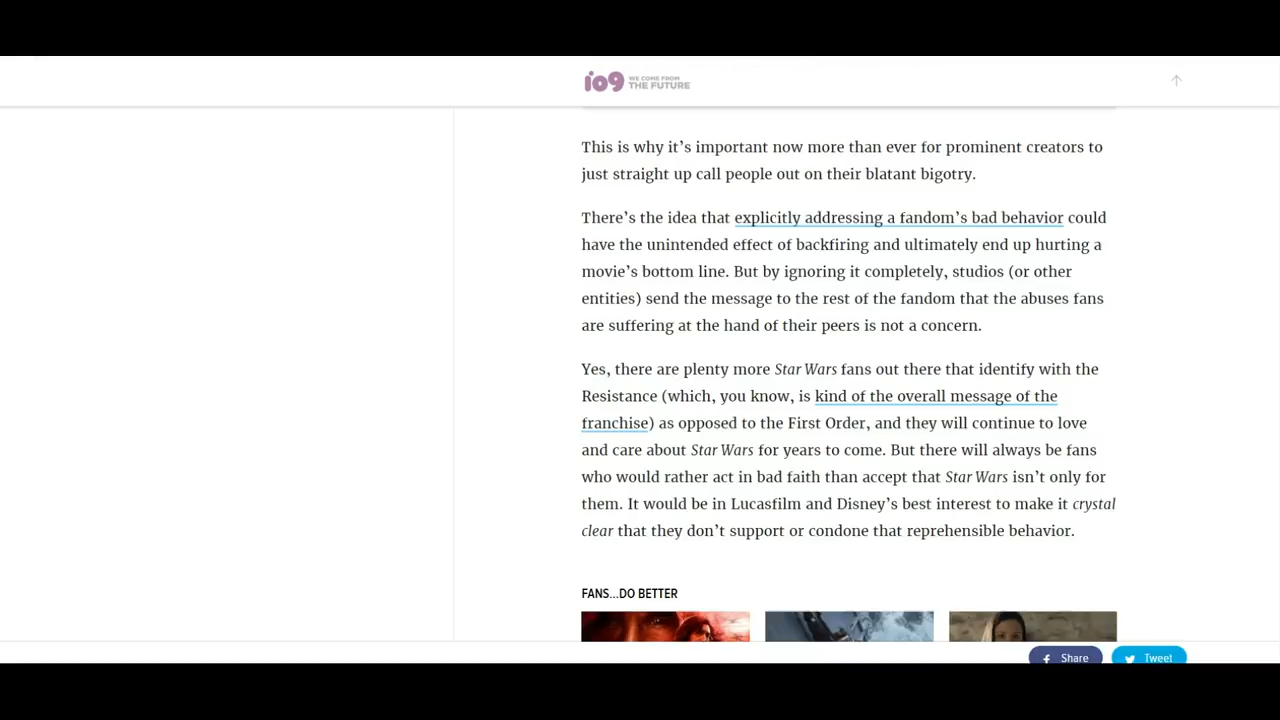 io9 WE COME FROM
THE FUTURE
This is why it’s important now more than ever for prominent creators to
just straight up call people out on their blatant bigotry.
There’s the idea that explicitly addressing a fandom’s bad behavior could
have the unintended effect of backfiring and ultimately end up hurting a
movie’s bottom line. But by ignoring it completely, studios (or other
entities) send the message to the rest of the fandom that the abuses fans
are suffering at the hand of their peers is not a concern.
Yes, there are plenty more Star Wars fans out there that identify with the
Resistance (which, you know, is kind of the overall message of the
franchise) as opposed to the First Order, and they will continue to love
and care about Star Wars for years to come. But there will always be fans
who would rather act in bad faith than accept that Star Wars isn’t only for
them. It would be in Lucasfilm and Disney’s best interest to make it crystal
clear that they don’t support or condone that reprehensible behavior.
FANS...DO BETTER
Share Tweet